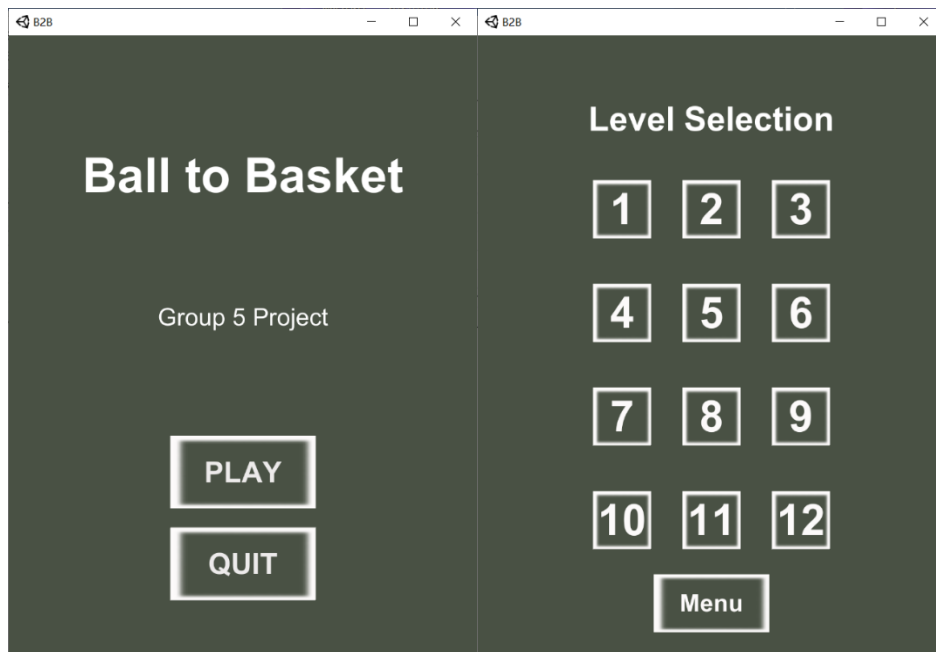 B2B
Ball to Basket
Group 5 Project
PLAY
QUIT
B2B
Level Selection
1 2 3
4 5 6
7 8 9
10 11 12
Menu